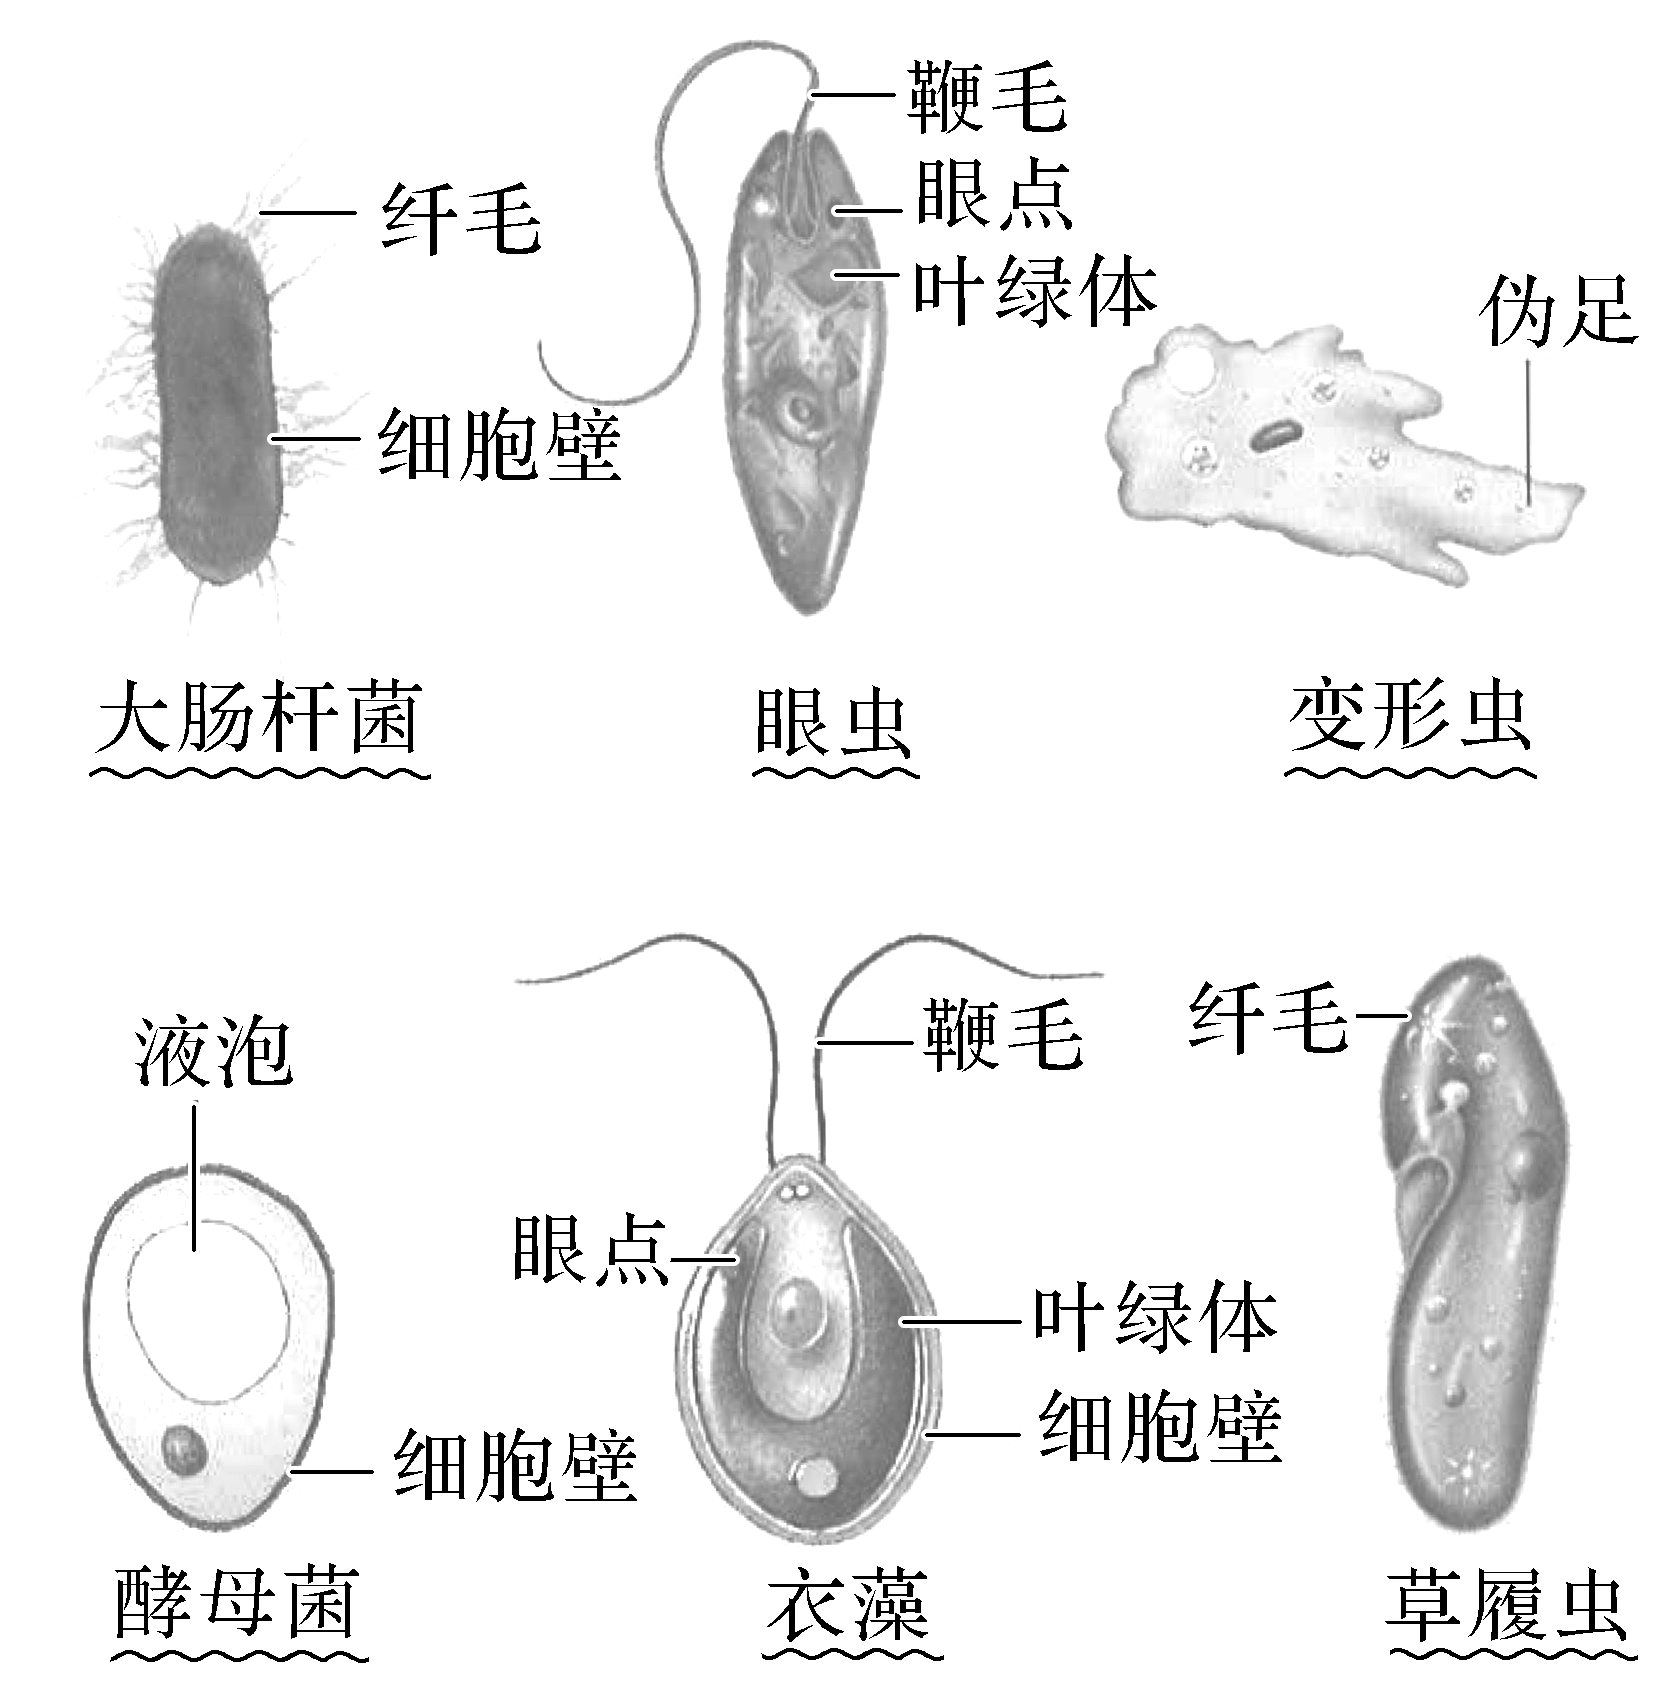 纤毛
细胞壁
大肠杆菌
鞭毛
眼点
叶绿体
眼虫
伪足
变形虫
液泡
细胞壁
酵母菌
鞭毛
眼点
叶绿体
细胞壁
衣藻
纤毛
草履虫